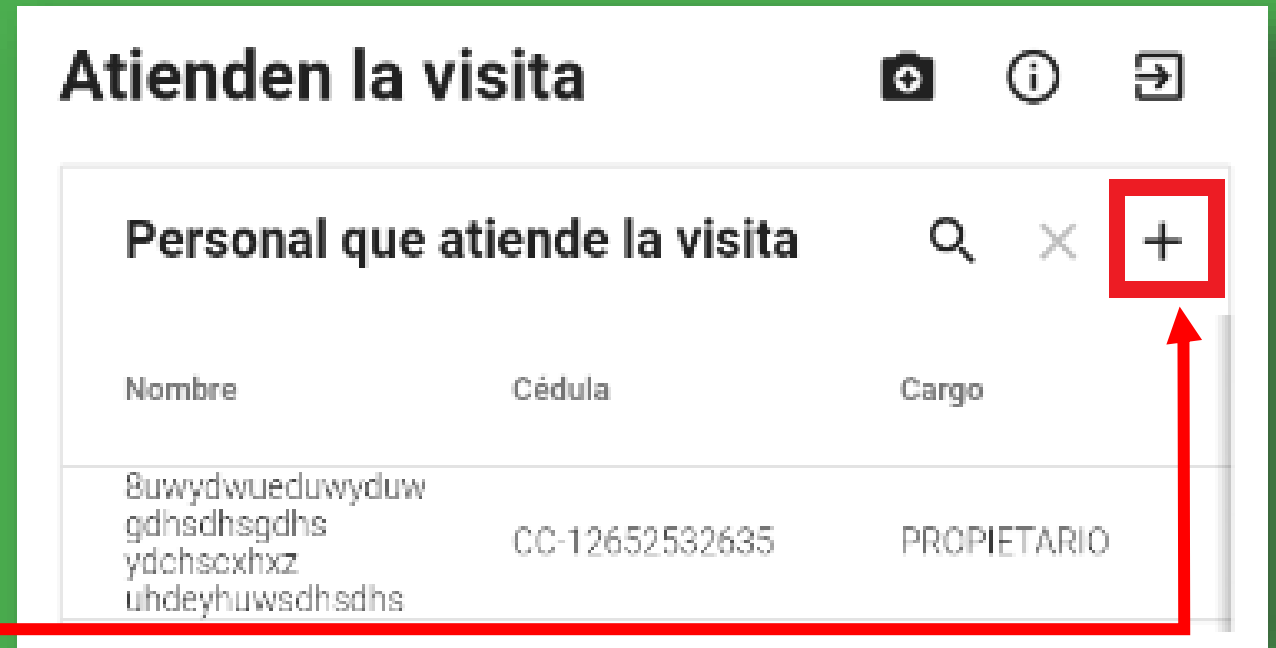 Atienden la visita
Personal que atiende la visita
Nombre Cédula Cargo
8uwydwueduwyduw
gdhsdhsgdhs
ydchscxhxz
uhdeyhuwsdhsdhs
CC-12652532635 PROPIETARIO